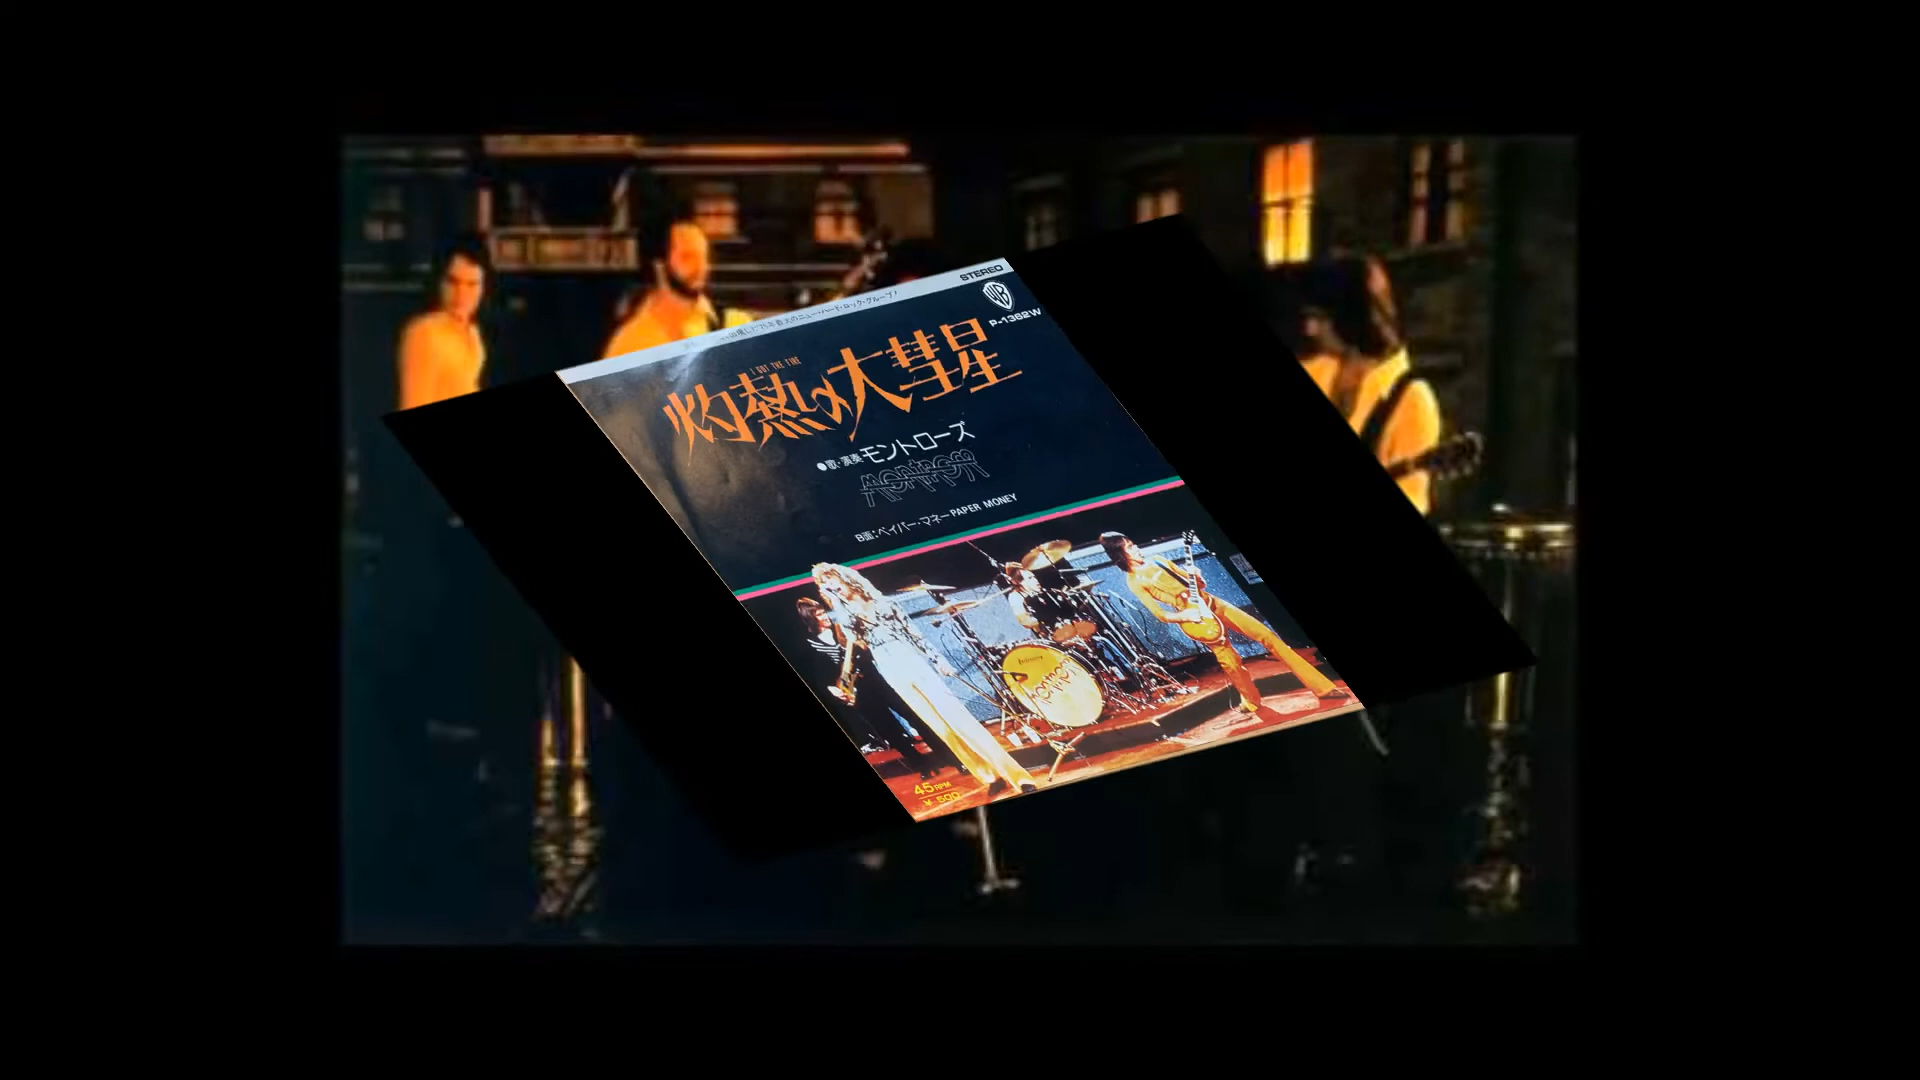 STEREO
P-1362W
I GOT THE FIRE
灼熱の大彗星
●歌・演奏 モントローズ
MONTROSE
B面:ペイパー・マネー PAPER MONEY
45RPM
¥500